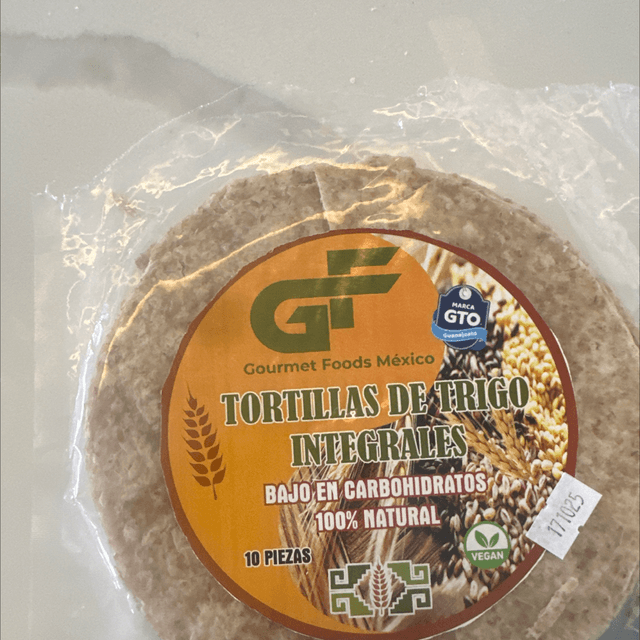 GF
Gourmet Foods México
MARCA
GTO
Guanajuato
TORTILLAS DE TRIGO
INTEGRALES
BAJO EN CARBOHIDRATOS
100% NATURAL
10 PIEZAS
VEGAN
171025